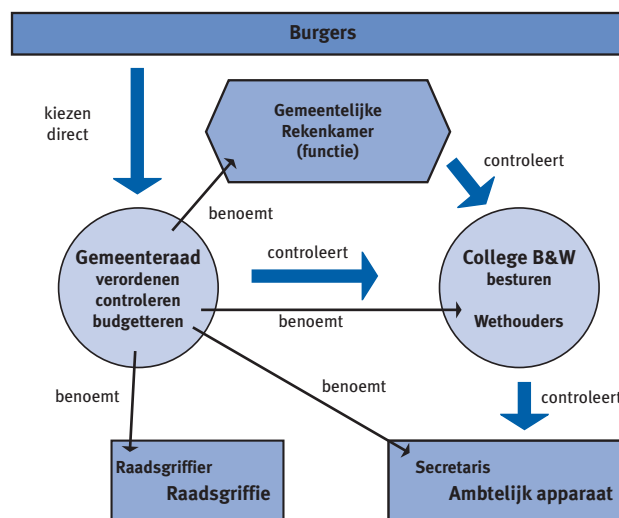 Burgers
kiezen
direct
Gemeentelijke
Rekenkamer
(functie)
controleert
benoemt
Gemeenteraad
verordenen
controleren
budgetteren
controleert
College B&W
besturen
benoemt
Wethouders
benoemt
benoemt
controleert
Raadsgriffier
Raadsgriffie
Secretaris
Ambtelijk apparaat